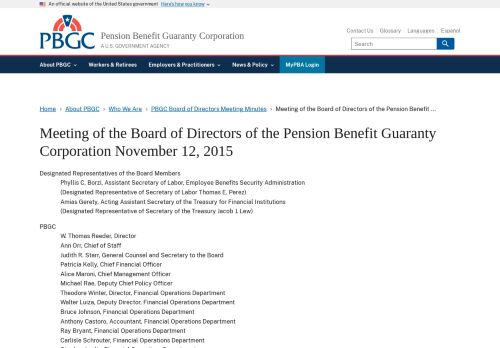 An official website of the United States government Here's how you know
PBGC
Pension Benefit Guaranty Corporation
A U.S. GOVERNMENT AGENCY
Contact Us Glossary Languages Español
Search
About PBGC Workers & Retirees Employers & Practitioners News & Policy MyPBA Login
Home › About PBGC › Who We Are › PBGC Board of Directors Meeting Minutes › Meeting of the Board of Directors of the Pension Benefit ...
Meeting of the Board of Directors of the Pension Benefit Guaranty
Corporation November 12, 2015
Designated Representatives of the Board Members
Phyllis C. Borzi, Assistant Secretary of Labor, Employee Benefits Security Administration
(Designated Representative of Secretary of Labor Thomas E. Perez)
Amias Gerety, Acting Assistant Secretary of the Treasury for Financial Institutions
(Designated Representative of Secretary of the Treasury Jacob J. Lew)
PBGC
W. Thomas Reeder, Director
Ann Orr, Chief of Staff
Judith R. Starr, General Counsel and Secretary to the Board
Patricia Kelly, Chief Financial Officer
Alice Maroni, Chief Management Officer
Michael Rae, Deputy Chief Policy Officer
Theodore Winter, Director, Financial Operations Department
Walter Luiza, Deputy Director, Financial Operations Department
Bruce Johnson, Financial Operations Department
Anthony Castoro, Accountant, Financial Operations Department
Ray Bryant, Financial Operations Department
Carlisle Schrouter, Financial Operations Department